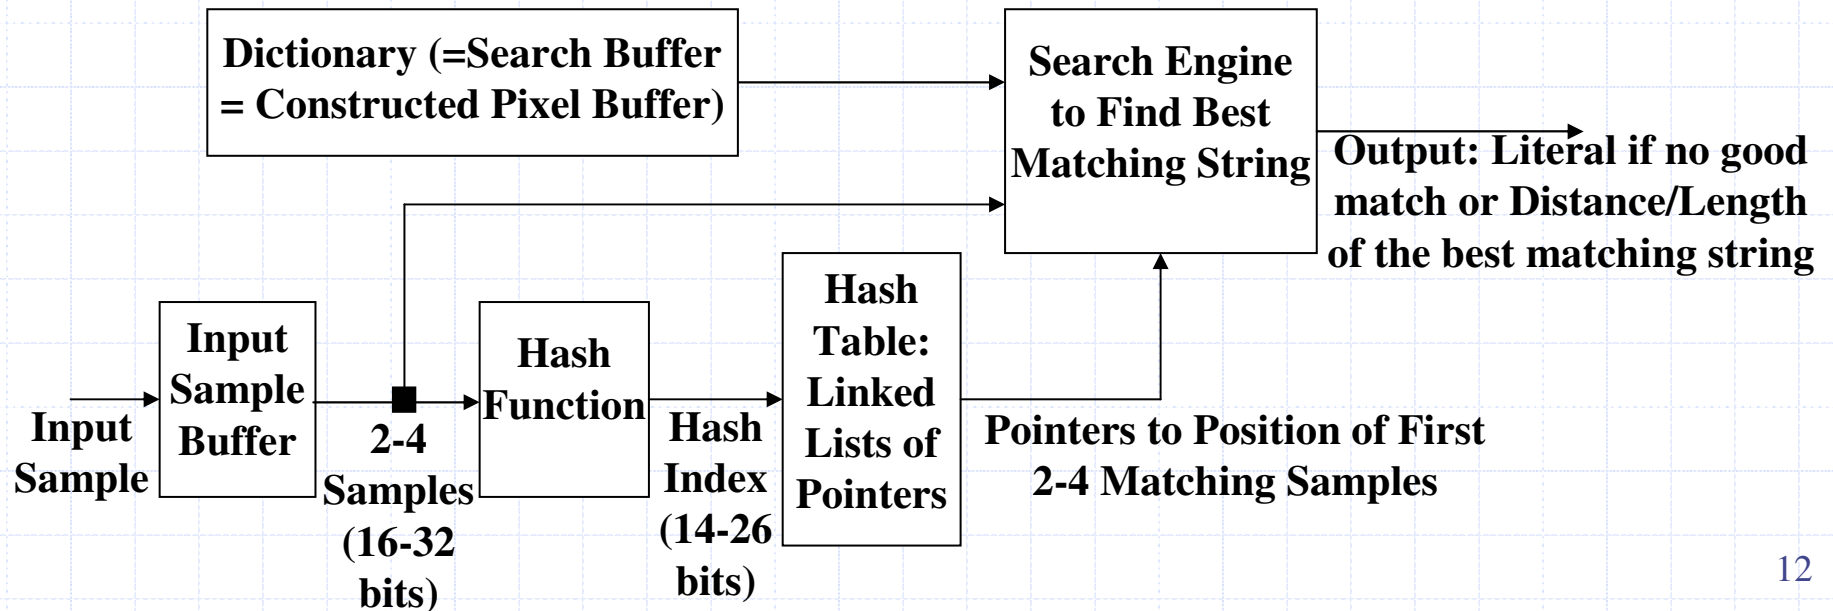 Dictionary (=Search Buffer
= Constructed Pixel Buffer)
Search Engine
to Find Best
Matching String
Output: Literal if no good
match or Distance/Length
of the best matching string
Input
Sample
Input
Sample
Buffer
2-4
Samples
(16-32
bits)
Hash
Function
Hash
Index
(14-26
bits)
Hash
Table:
Linked
Lists of
Pointers
Pointers to Position of First
2-4 Matching Samples
12